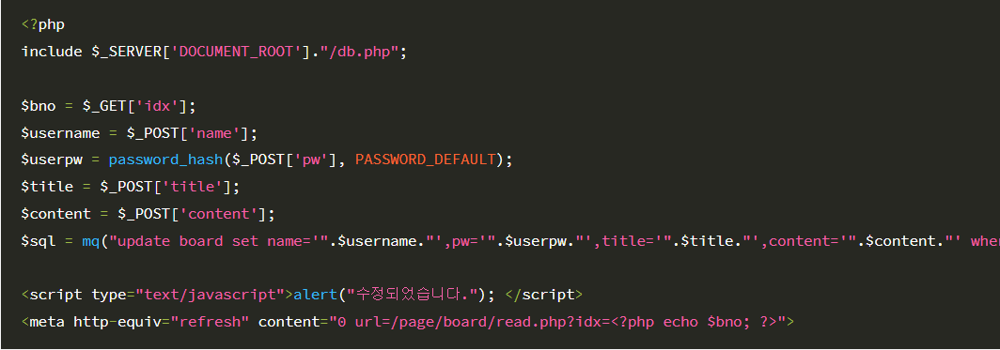 <?php
include $_SERVER['DOCUMENT_ROOT']."/db.php";
$bno = $_GET['idx'];
$username = $_POST['name'];
$userpw = password_hash($_POST['pw'], PASSWORD_DEFAULT);
$title = $_POST['title'];
$content = $_POST['content'];
$sql = mq("update board set name='".$username."',pw='".$userpw."',title='".$title."',content='".$content."' wher
<script type="text/javascript">alert("수정되었습니다."); </script>
<meta http-equiv="refresh" content="0 url=/page/board/read.php?idx=<?php echo $bno; ?>">